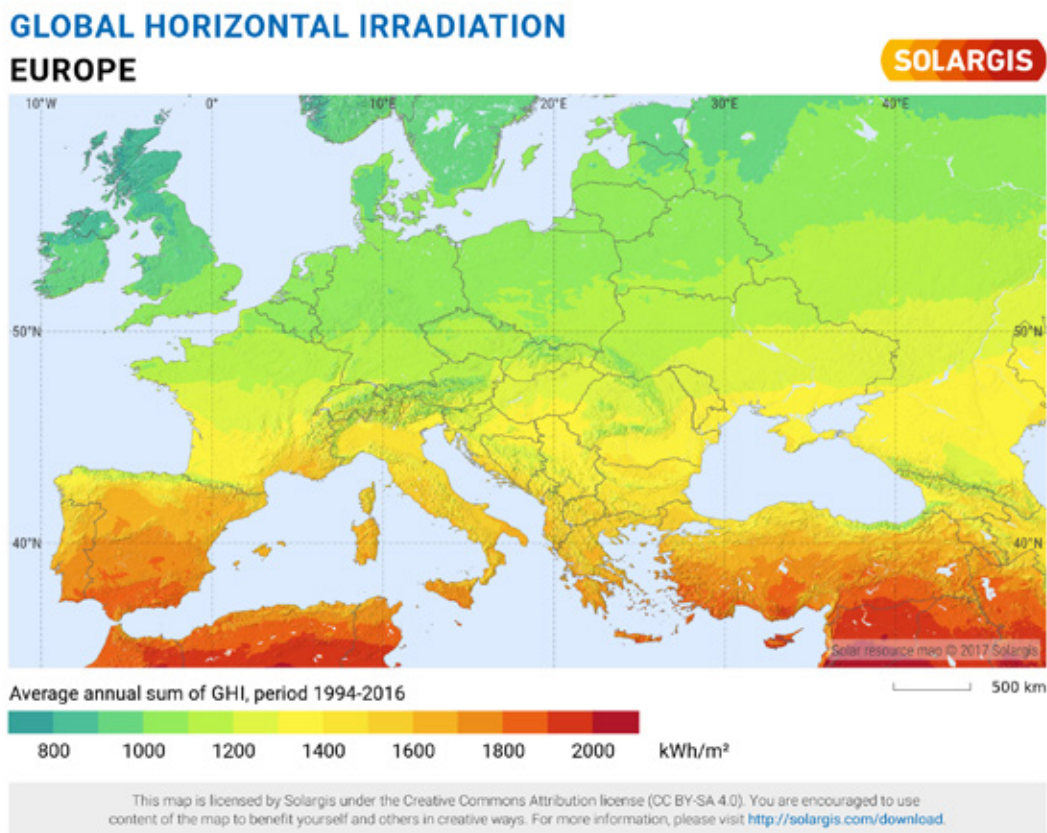 GLOBAL HORIZONTAL IRRADIATION
EUROPE
SOLARGIS
10°W 0° 10°E 20°E 30°E 40°E
50°N 50°N
40°N 40°N
Solar resource map © 2017 Solargis
Average annual sum of GHI, period 1994-2016
500 km
800 1000 1200 1400 1600 1800 2000 kWh/m²
This map is licensed by Solargis under the Creative Commons Attribution license (CC BY-SA 4.0). You are encouraged to use
content of the map to benefit yourself and others in creative ways. For more information, please visit http://solargis.com/download.